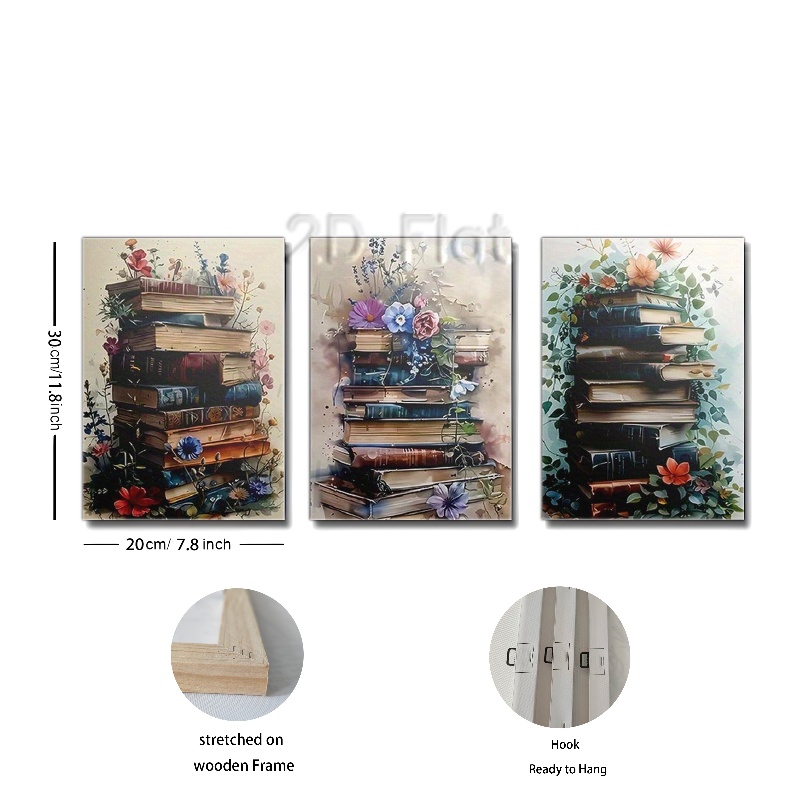 2D Flat
30cm/11.8inch
20cm/ 7.8 inch
stretched on
wooden Frame
Hook
Ready to Hang